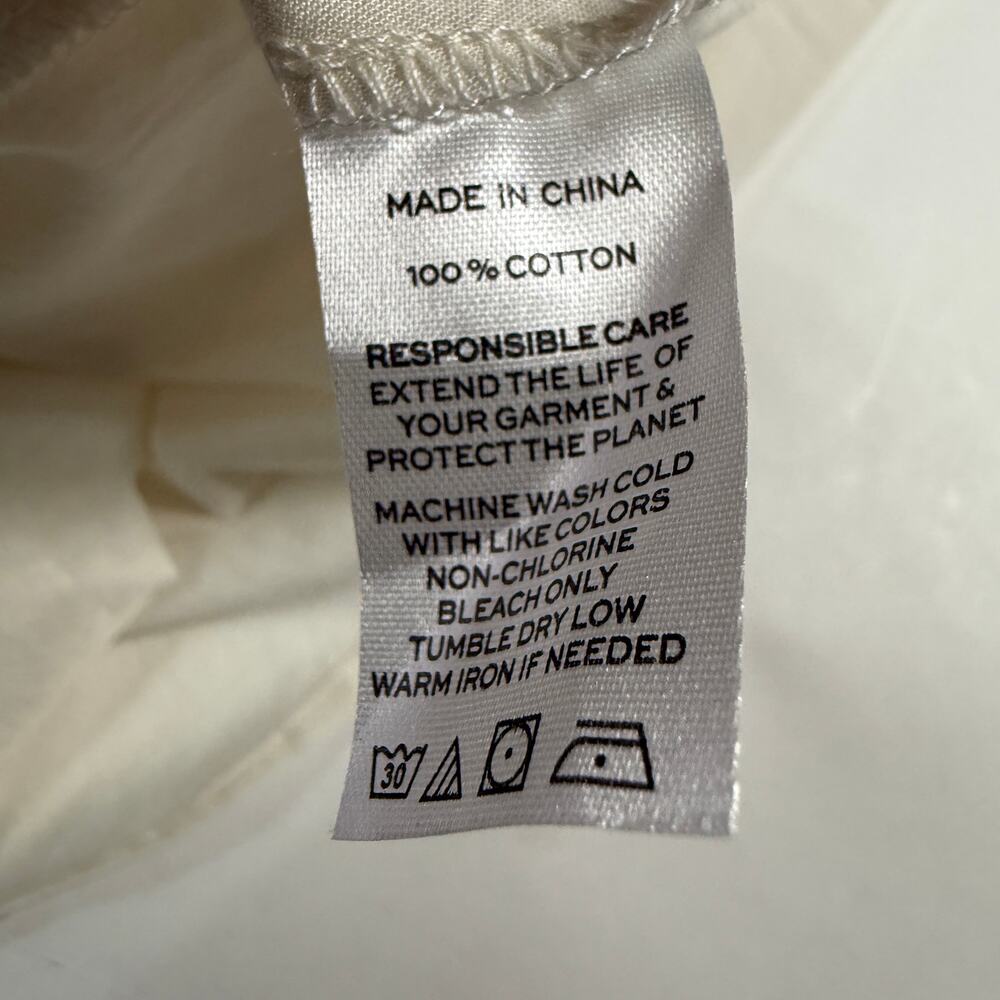 MADE IN CHINA
100% COTTON
RESPONSIBLE CARE
EXTEND THE LIFE OF
YOUR GARMENT &
PROTECT THE PLANET
MACHINE WASH COLD
WITH LIKE COLORS
NON-CHLORINE
BLEACH ONLY
TUMBLE DRY LOW
WARM IRON IF NEEDED
30